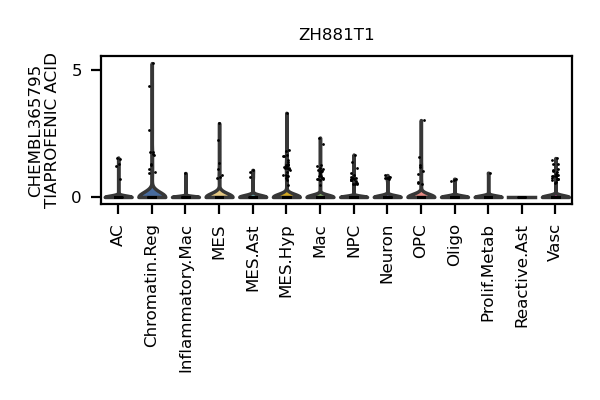 ZH881T1
CHEMBL365795
TIAPROFENIC ACID
5
0
AC
Chromatin.Reg
Inflammatory.Mac
MES
MES.Ast
MES.Hyp
Mac
NPC
Neuron
OPC
Oligo
Prolif.Metab
Reactive.Ast
Vasc